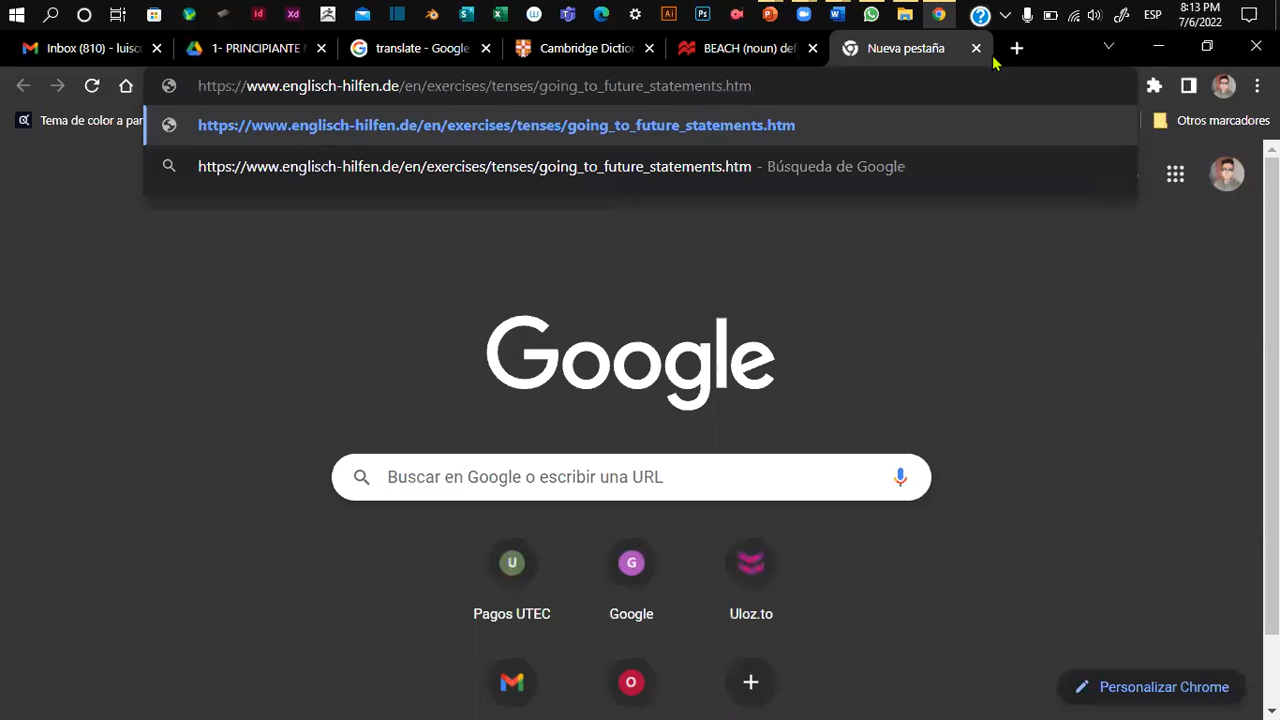 8:13 PM
ESP
7/6/2022
Inbox (810) - luisc
1- PRINCIPIANTE
translate - Google
Cambridge Dictio
BEACH (noun) def
Nueva pestaña
https://www.englisch-hilfen.de/en/exercises/tenses/going_to_future_statements.htm
Tema de color a par
https://www.englisch-hilfen.de/en/exercises/tenses/going_to_future_statements.htm
Otros marcadores
https://www.englisch-hilfen.de/en/exercises/tenses/going_to_future_statements.htm - Búsqueda de Google
Google
Buscar en Google o escribir una URL
U
G
Pagos UTEC
Google
Uloz.to
O
Personalizar Chrome